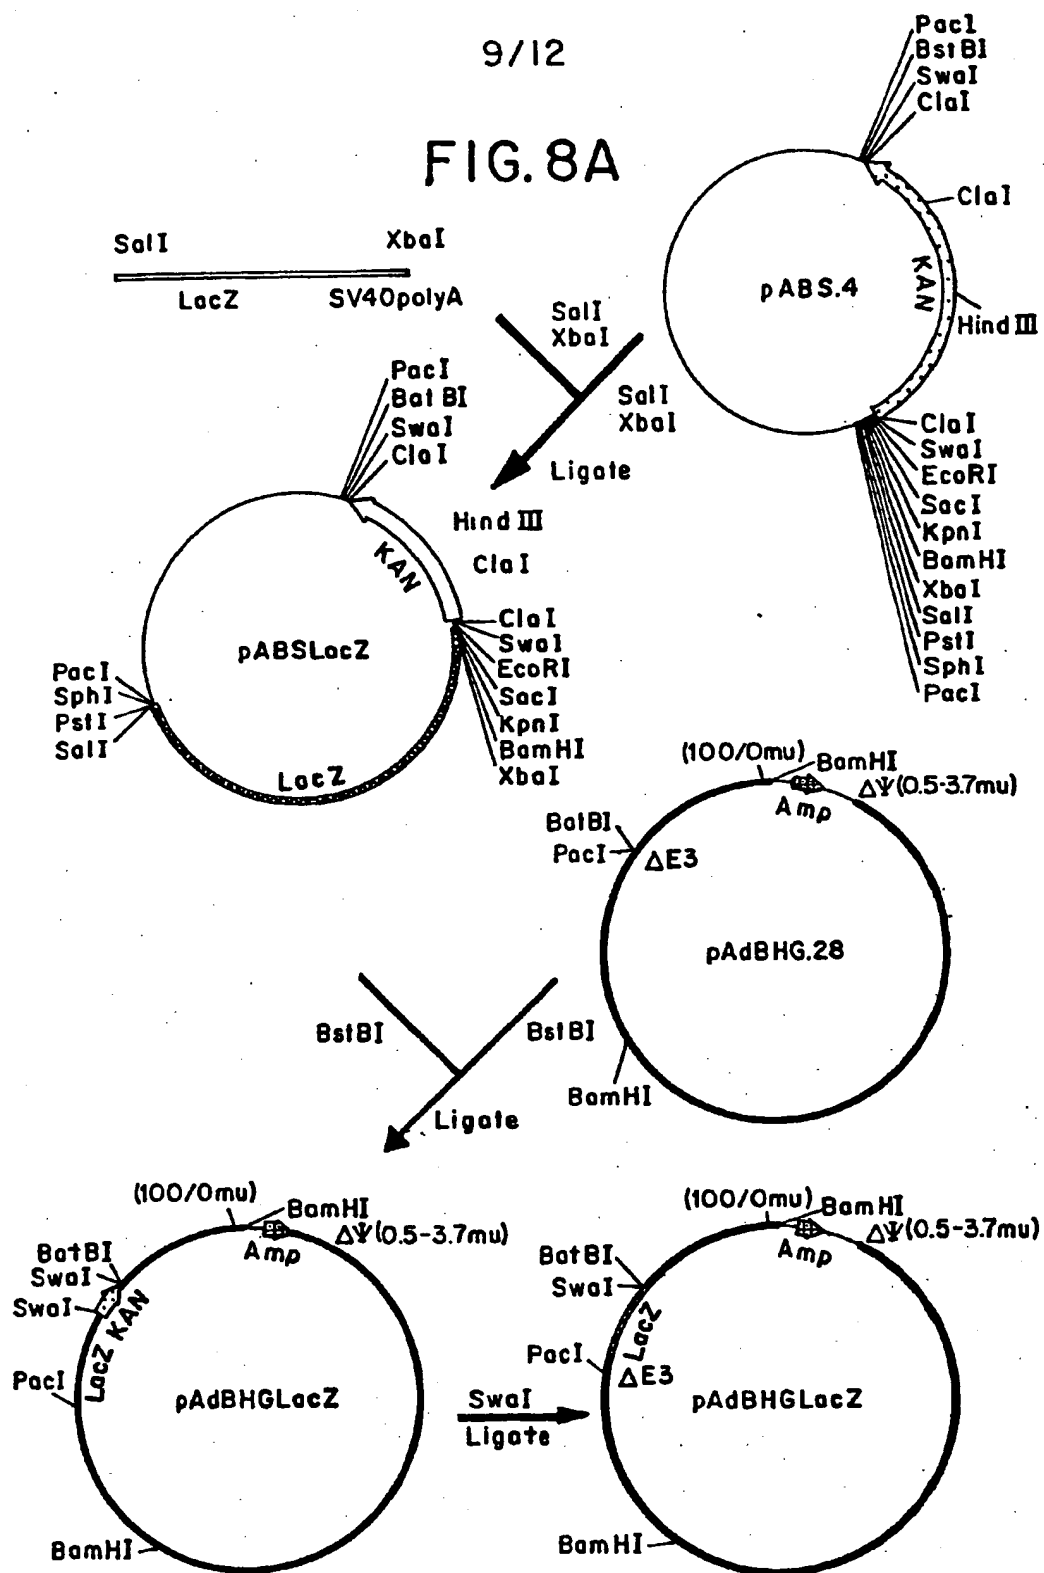 9/12
FIG. 8A
PacI
BstBI
SwaI
ClaI
ClaI
KAN
pABS.4
Hind III
ClaI
SwaI
EcoRI
SacI
KpnI
BamHI
XbaI
SalI
PstI
SphI
PacI
SalI
XbaI
LacZ
SV40polyA
SalI
XbaI
SalI
XbaI
Ligate
PacI
BatBI
SwaI
ClaI
Hind III
ClaI
KAN
pABSLacZ
ClaI
SwaI
EcoRI
SacI
KpnI
BamHI
XbaI
PacI
SphI
PstI
SalI
LacZ
(100/0mu)
BamHI
ΔΨ(0.5-3.7mu)
Amp
BatBI
PacI
ΔE3
pAdBHG.28
BamHI
BstBI
BstBI
Ligate
(100/0mu)
BamHI
ΔΨ(0.5-3.7mu)
Amp
BatBI
SwaI
SwaI
KAN
LacZ
PacI
pAdBHGLacZ
BamHI
SwaI
Ligate
(100/0mu)
BamHI
ΔΨ(0.5-3.7mu)
Amp
BatBI
SwaI
LacZ
PacI
ΔE3
pAdBHGLacZ
BamHI